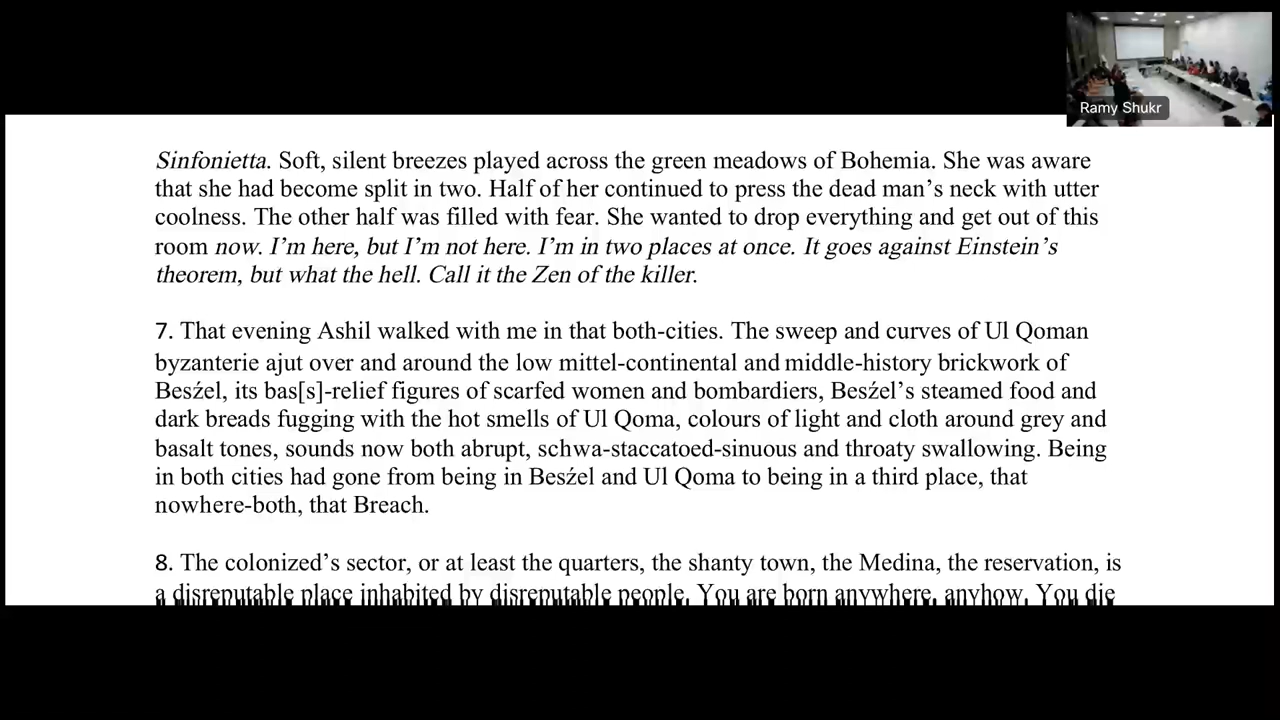 Ramy Shukr
Sinfonietta. Soft, silent breezes played across the green meadows of Bohemia. She was aware
that she had become split in two. Half of her continued to press the dead man’s neck with utter
coolness. The other half was filled with fear. She wanted to drop everything and get out of this
room now. I’m here, but I’m not here. I’m in two places at once. It goes against Einstein’s
theorem, but what the hell. Call it the Zen of the killer.
7. That evening Ashil walked with me in that both-cities. The sweep and curves of Ul Qoman
byzanterie ajut over and around the low mittel-continental and middle-history brickwork of
Besźel, its bas[s]-relief figures of scarfed women and bombardiers, Besźel’s steamed food and
dark breads fugging with the hot smells of Ul Qoma, colours of light and cloth around grey and
basalt tones, sounds now both abrupt, schwa-staccatoed-sinuous and throaty swallowing. Being
in both cities had gone from being in Besźel and Ul Qoma to being in a third place, that
nowhere-both, that Breach.
8. The colonized’s sector, or at least the quarters, the shanty town, the Medina, the reservation, is
a disreputable place inhabited by disreputable people. You are born anywhere, anyhow. You die